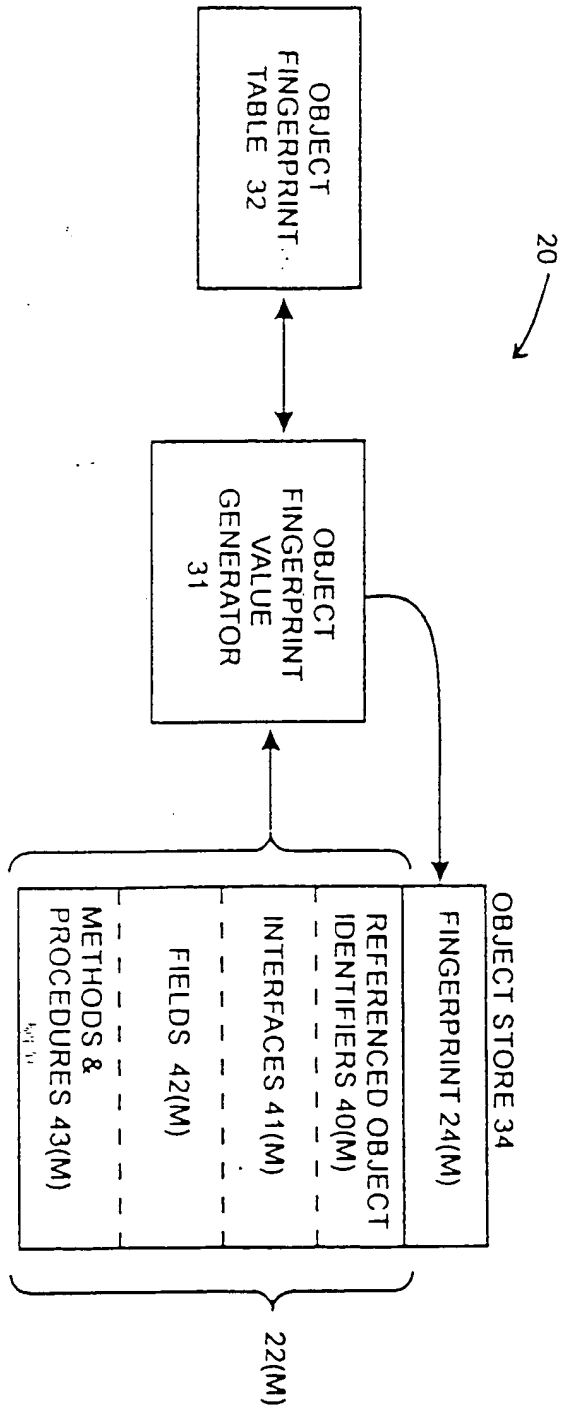 20
OBJECT
FINGERPRINT
TABLE 32
OBJECT
FINGERPRINT
VALUE
GENERATOR
31
OBJECT STORE 34
FINGERPRINT 24(M)
REFERENCED OBJECT
IDENTIFIERS 40(M)
INTERFACES 41(M)
FIELDS 42(M)
METHODS &
PROCEDURES 43(M)
22(M)